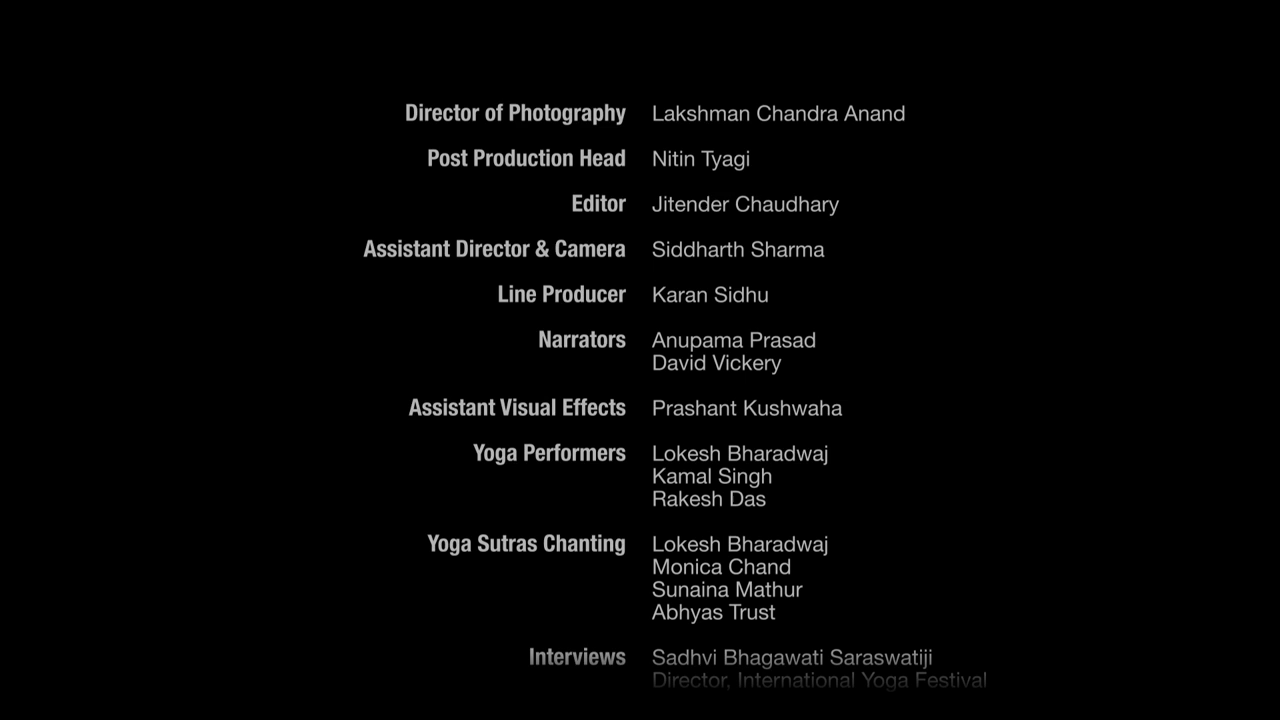 Director of Photography Lakshman Chandra Anand
Post Production Head Nitin Tyagi
Editor Jitender Chaudhary
Assistant Director & Camera Siddharth Sharma
Line Producer Karan Sidhu
Narrators Anupama Prasad
David Vickery
Assistant Visual Effects Prashant Kushwaha
Yoga Performers Lokesh Bharadwaj
Kamal Singh
Rakesh Das
Yoga Sutras Chanting Lokesh Bharadwaj
Monica Chand
Sunaina Mathur
Abhyas Trust
Interviews Sadhvi Bhagawati Saraswatiji
Director, International Yoga Festival